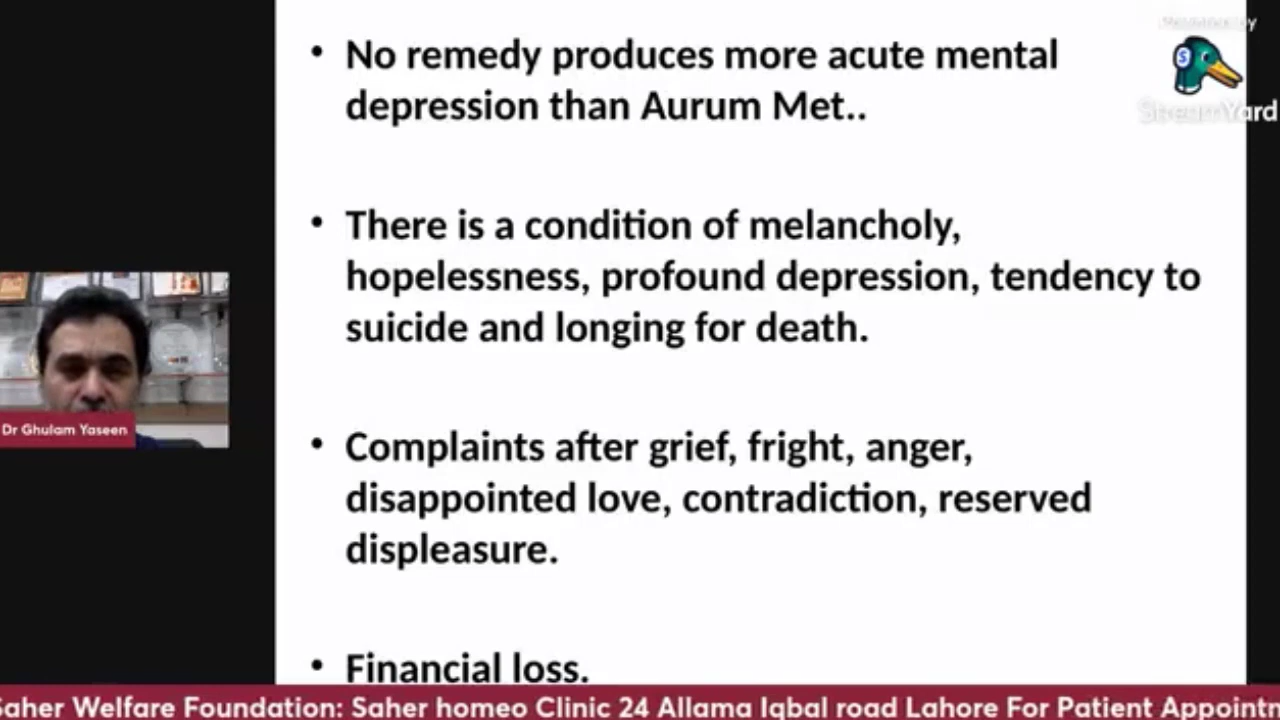 Powered by
StreamYard
• No remedy produces more acute mental
depression than Aurum Met..
• There is a condition of melancholy,
hopelessness, profound depression, tendency to
suicide and longing for death.
• Complaints after grief, fright, anger,
disappointed love, contradiction, reserved
displeasure.
• Financial loss.
Dr Ghulam Yaseen
Saher Welfare Foundation: Saher homeo Clinic 24 Allama Iqbal road Lahore For Patient